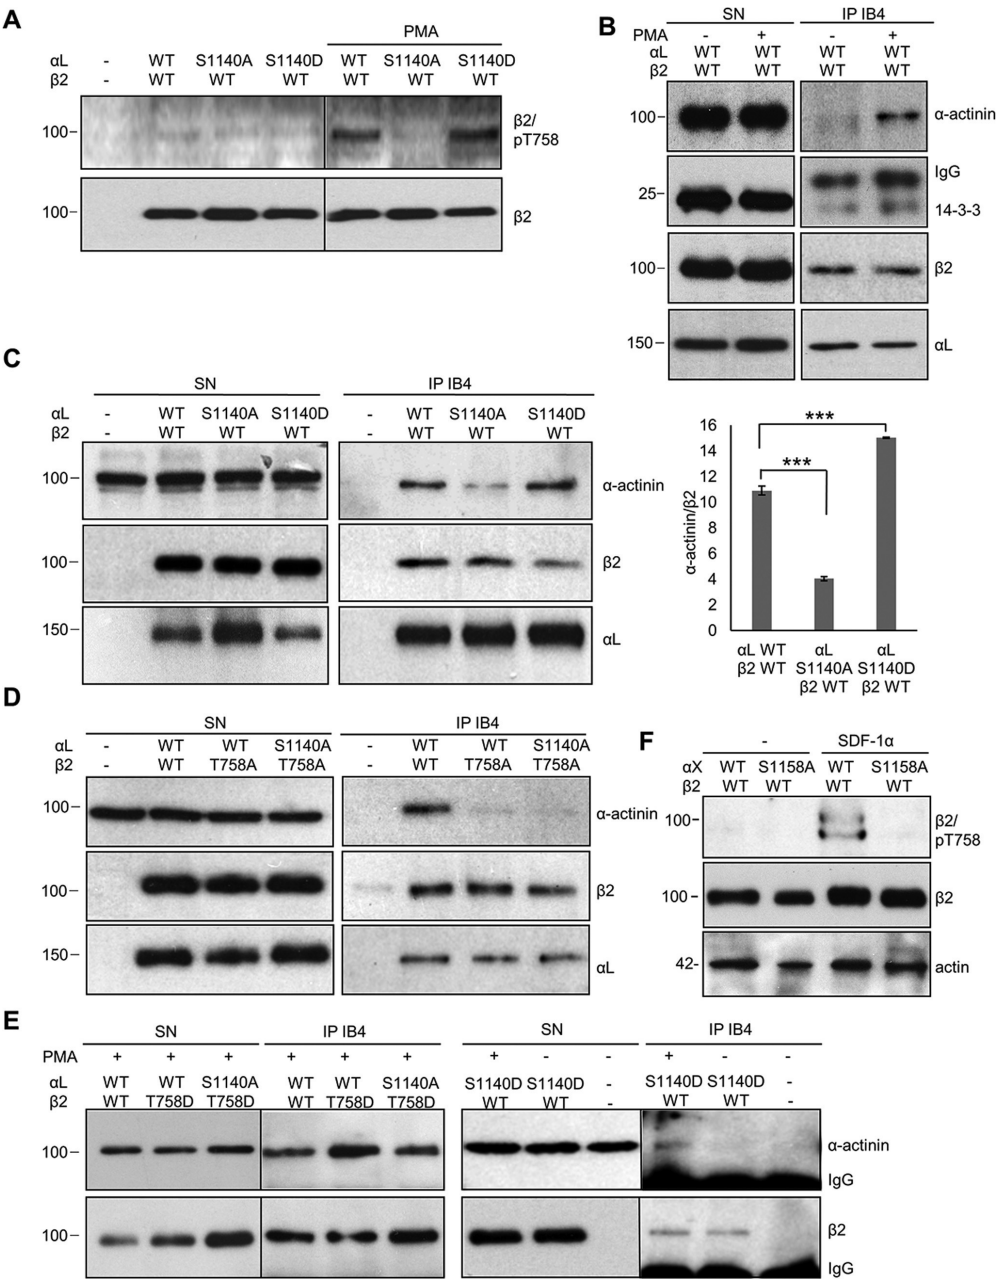 A
PMA
αL - WT S1140A S1140D WT S1140A S1140D
β2 - WT WT WT WT WT WT
100- β2/
pT758
100- β2
B
SN IP IB4
PMA - + - +
αL WT WT WT WT
β2 WT WT WT WT
100- α-actinin
IgG
25-
14-3-3
100- β2
150- αL
C
SN IP IB4
αL - WT S1140A S1140D - WT S1140A S1140D
β2 - WT WT WT - WT WT WT
100- α-actinin
100- β2
150- αL
16
14
12
10
8
6
4
2
0
α-actinin/β2
***
***
αL WT αL αL
β2 WT S1140A S1140D
β2 WT β2 WT
D
SN IP IB4
αL - WT WT S1140A - WT WT S1140A
β2 - WT T758A T758A - WT T758A T758A
100- α-actinin
100- β2
150- αL
F
- SDF-1α
αX WT S1158A WT S1158A
β2 WT WT WT WT
100- β2/
pT758
100- β2
42- actin
E
SN IP IB4 SN IP IB4
PMA + + + + + + + - - + - -
αL WT WT S1140A WT WT S1140A S1140D S1140D - S1140D S1140D -
β2 WT T758D T758D WT T758D T758D WT WT - WT WT -
100- α-actinin
IgG
100- β2
IgG